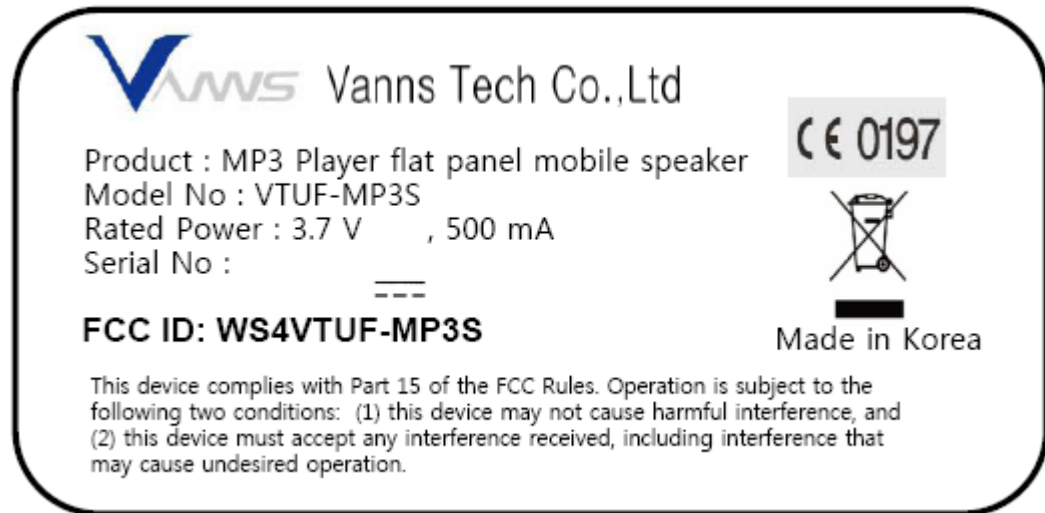 VANNS Vanns Tech Co.,Ltd
CE 0197
Product : MP3 Player flat panel mobile speaker
Model No : VTUF-MP3S
Rated Power : 3.7 V , 500 mA
Serial No :
FCC ID: WS4VTUF-MP3S
Made in Korea
This device complies with Part 15 of the FCC Rules. Operation is subject to the
following two conditions: (1) this device may not cause harmful interference, and
(2) this device must accept any interference received, including interference that
may cause undesired operation.